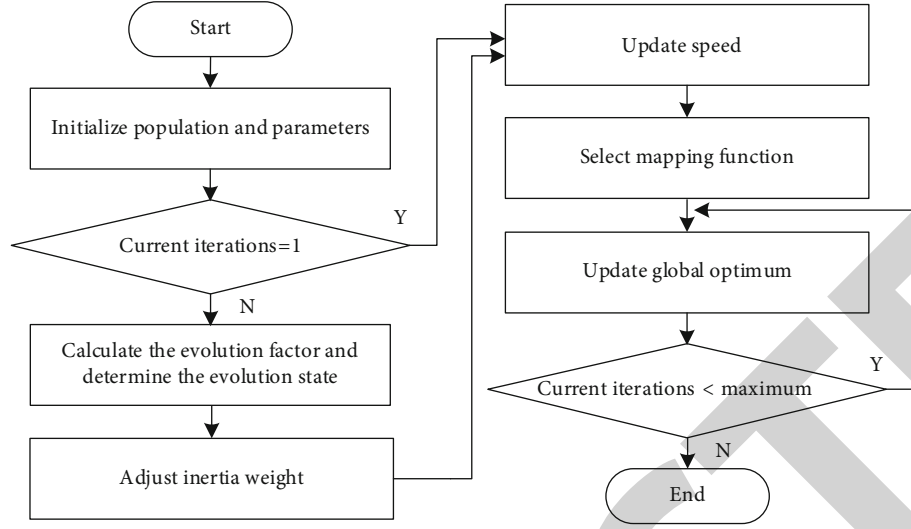 Start
Initialize population and parameters
Current iterations=1
Y
N
Calculate the evolution factor and
determine the evolution state
Adjust inertia weight
Update speed
Select mapping function
Update global optimum
Current iterations < maximum
Y
N
End